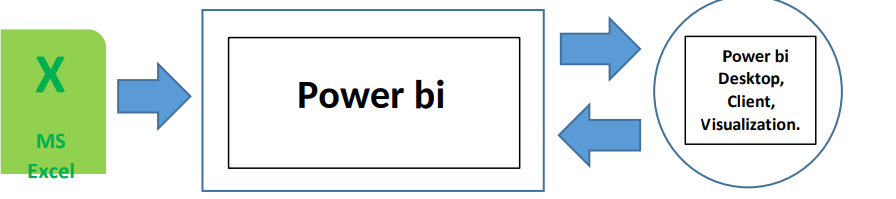 X
MS
Excel
Power bi
Power bi
Desktop,
Client,
Visualization.